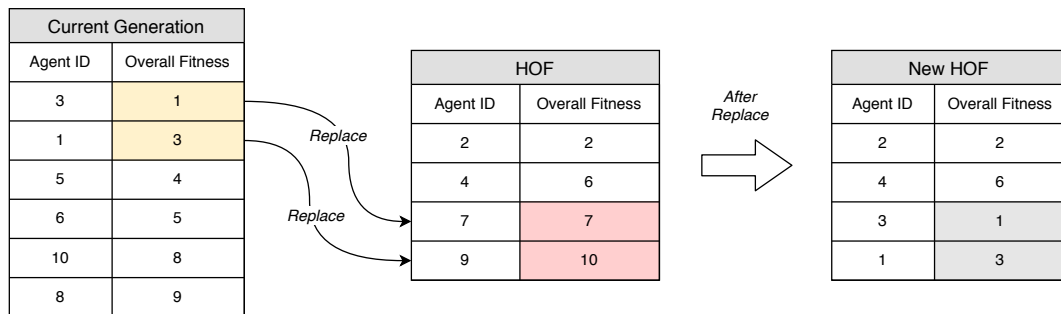 Current Generation
Agent ID Overall Fitness
3 1
1 3
5 4
6 5
10 8
8 9
Replace
Replace
HOF
Agent ID Overall Fitness
2 2
4 6
7 7
9 10
After
Replace
New HOF
Agent ID Overall Fitness
2 2
4 6
3 1
1 3